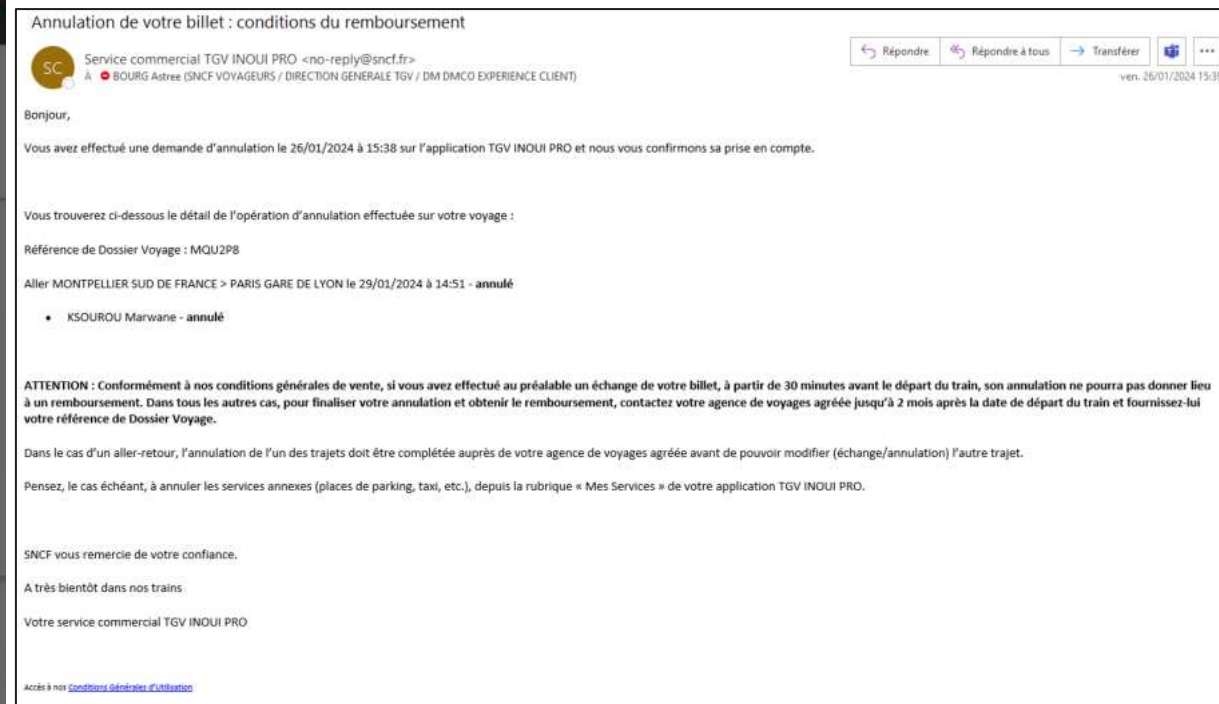 Annulation de votre billet : conditions du remboursement
SC
Service commercial TGV INOUI PRO <no-reply@sncf.fr>
À BOURG Astree (SNCF VOYAGEURS / DIRECTION GENERALE TGV / DM DMCO EXPERIENCE CLIENT)
Répondre
Répondre à tous
Transférer
ven. 26/01/2024
Bonjour,
Vous avez effectué une demande d'annulation le 26/01/2024 à 15:38 sur l'application TGV INOUI PRO et nous vous confirmons sa prise en compte.
Vous trouverez ci-dessous le détail de l'opération d'annulation effectuée sur votre voyage :
Référence de Dossier Voyage : MQU2P8
Aller MONTPELLIER SUD DE FRANCE > PARIS GARE DE LYON le 29/01/2024 à 14:51 - annulé
• KSOUROU Marwane - annulé
ATTENTION : Conformément à nos conditions générales de vente, si vous avez effectué au préalable un échange de votre billet, à partir de 30 minutes avant le départ du train, son annulation ne pourra pas donner lieu
à un remboursement. Dans tous les autres cas, pour finaliser votre annulation et obtenir le remboursement, contactez votre agence de voyages agréée jusqu'à 2 mois après la date de départ du train et fournissez-lui
votre référence de Dossier Voyage.
Dans le cas d'un aller-retour, l'annulation de l'un des trajets doit être complétée auprès de votre agence de voyages agréée avant de pouvoir modifier (échange/annulation) l'autre trajet.
Pensez, le cas échéant, à annuler les services annexes (places de parking, taxi, etc.), depuis la rubrique « Mes Services » de votre application TGV INOUI PRO.
SNCF vous remercie de votre confiance.
A très bientôt dans nos trains
Votre service commercial TGV INOUI PRO
Accès à nos Conditions Générales d'Utilisation